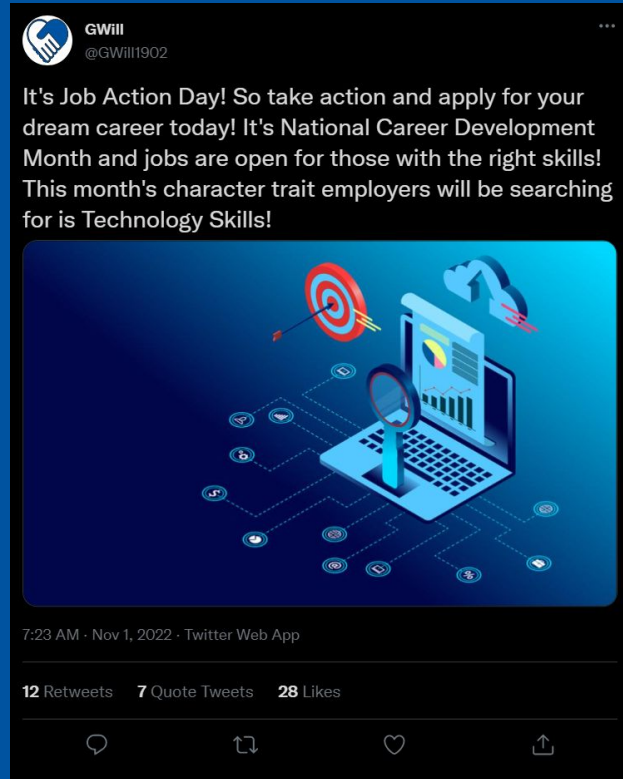 GWill
@GWill1902
It's Job Action Day! So take action and apply for your
dream career today! It's National Career Development
Month and jobs are open for those with the right skills!
This month's character trait employers will be searching
for is Technology Skills!
%
7:23 AM · Nov 1, 2022 · Twitter Web App
12 Retweets 7 Quote Tweets 28 Likes